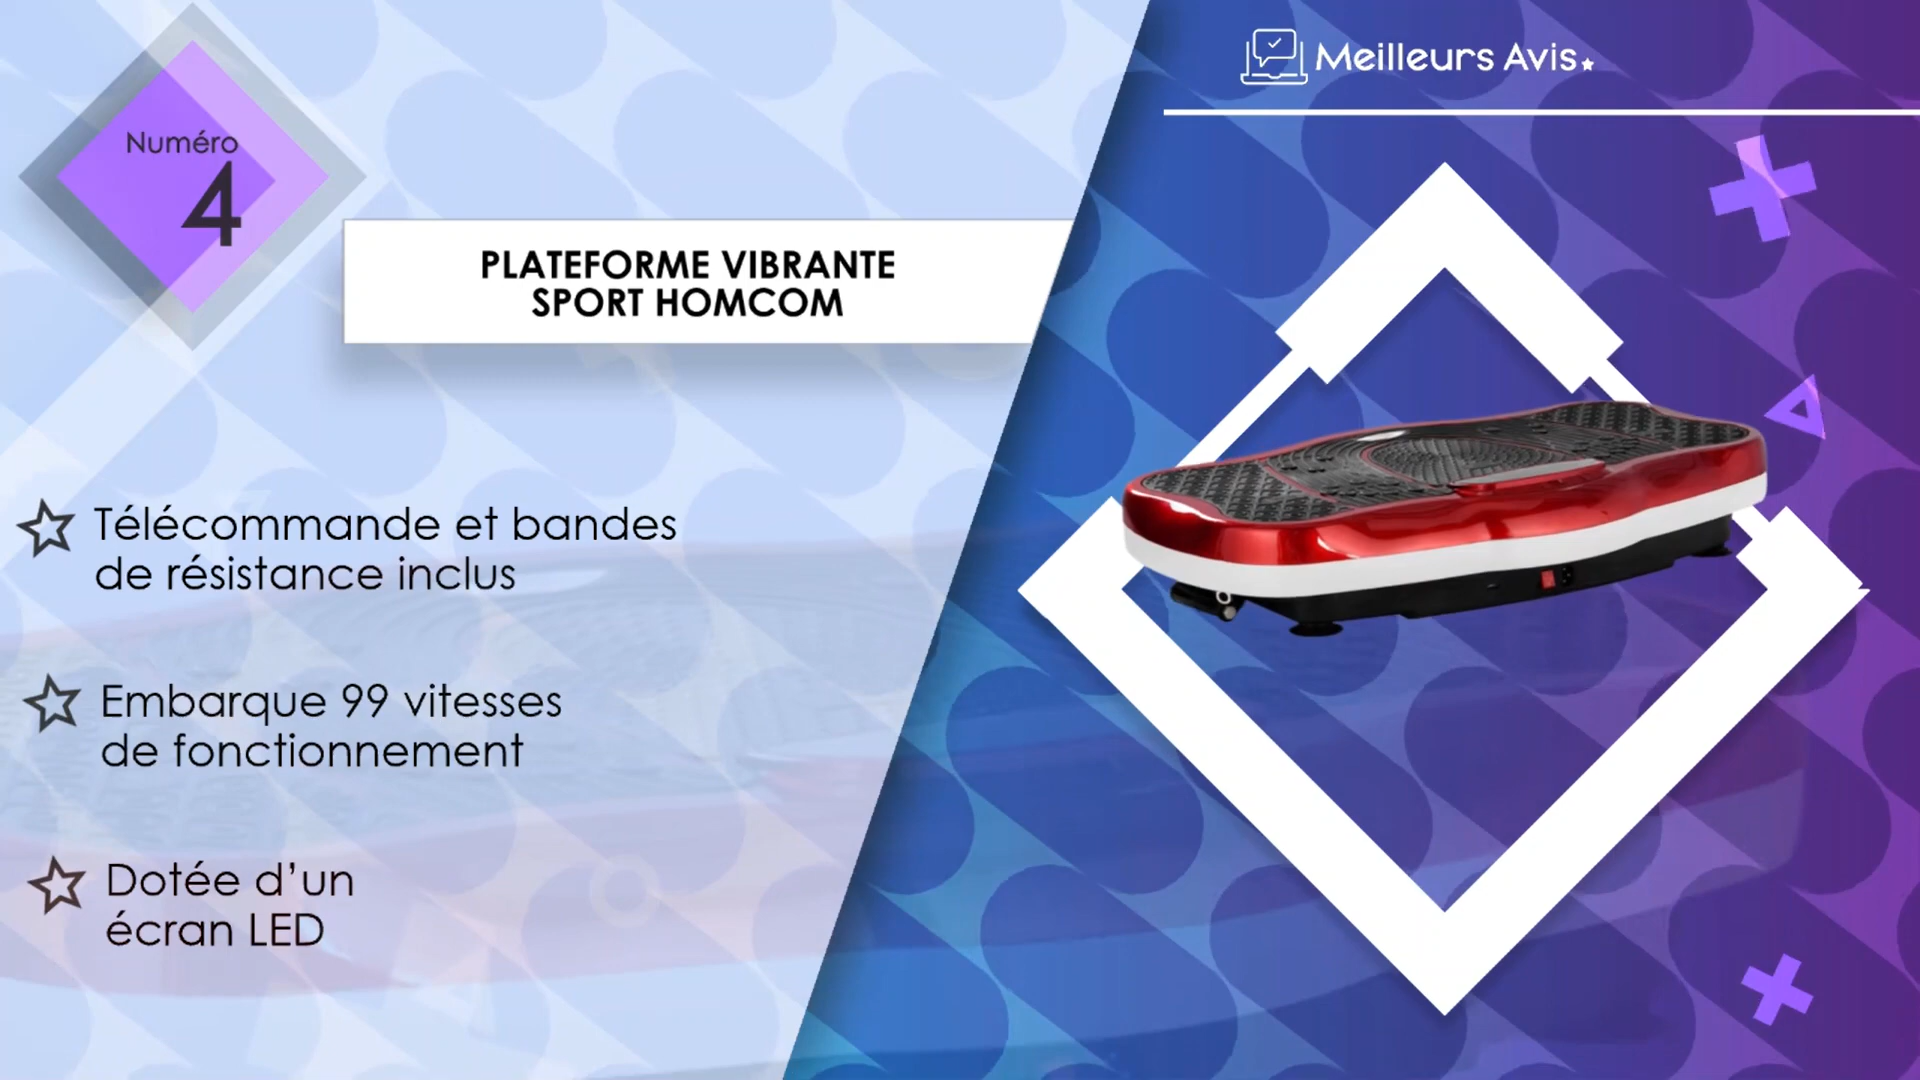 Numéro
4
PLATEFORME VIBRANTE
SPORT HOMCOM
Télécommande et bandes
de résistance inclus
Embarque 99 vitesses
de fonctionnement
Dotée d’un
écran LED
Meilleurs Avis